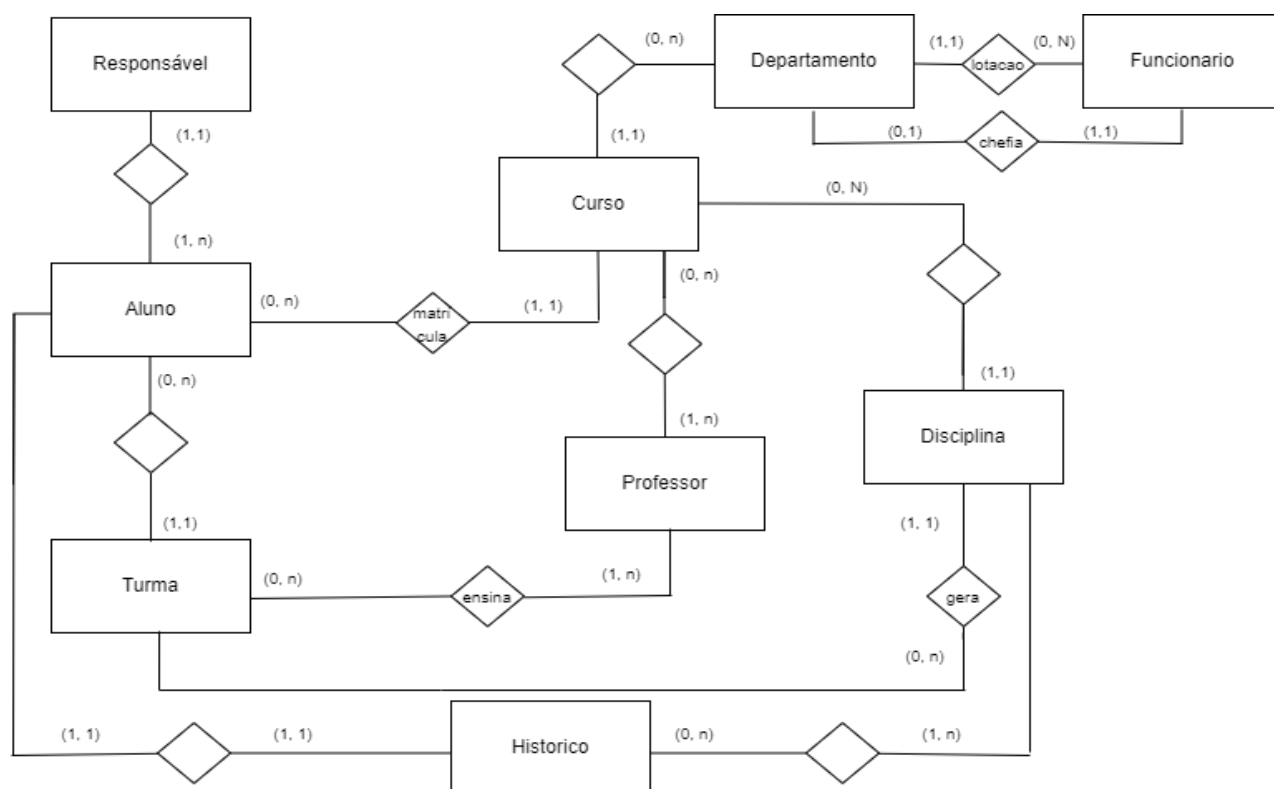 Responsável
(1,1)
(1, n)
Aluno
(0, n)
matri
cula
(1, 1)
(0, n)
(1,1)
Turma
(0, n)
ensina
(1, n)
Professor
(1, n)
(0, n)
Curso
(1,1)
(0, n)
Departamento
(1,1)
lotacao
(0, N)
Funcionario
(0,1)
chefia
(1,1)
(0, N)
(1,1)
Disciplina
(1, 1)
gera
(0, n)
(1, 1)
(1, 1)
Historico
(0, n)
(1, n)